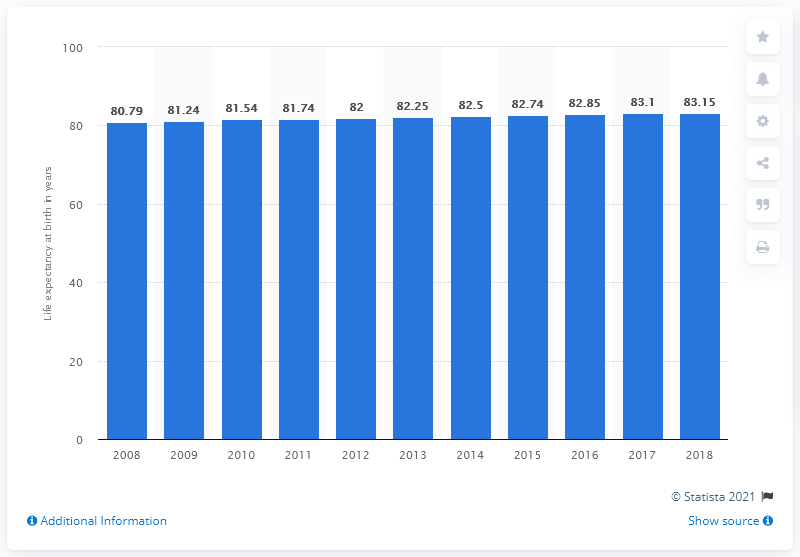 100
80
60
40
20
0
Life expectancy at birth in years
80.79 81.24 81.54 81.74 82 82.25 82.5 82.74 82.85 83.1 83.15
2008 2009 2010 2011 2012 2013 2014 2015 2016 2017 2018
© Statista 2021
Additional Information
Show source